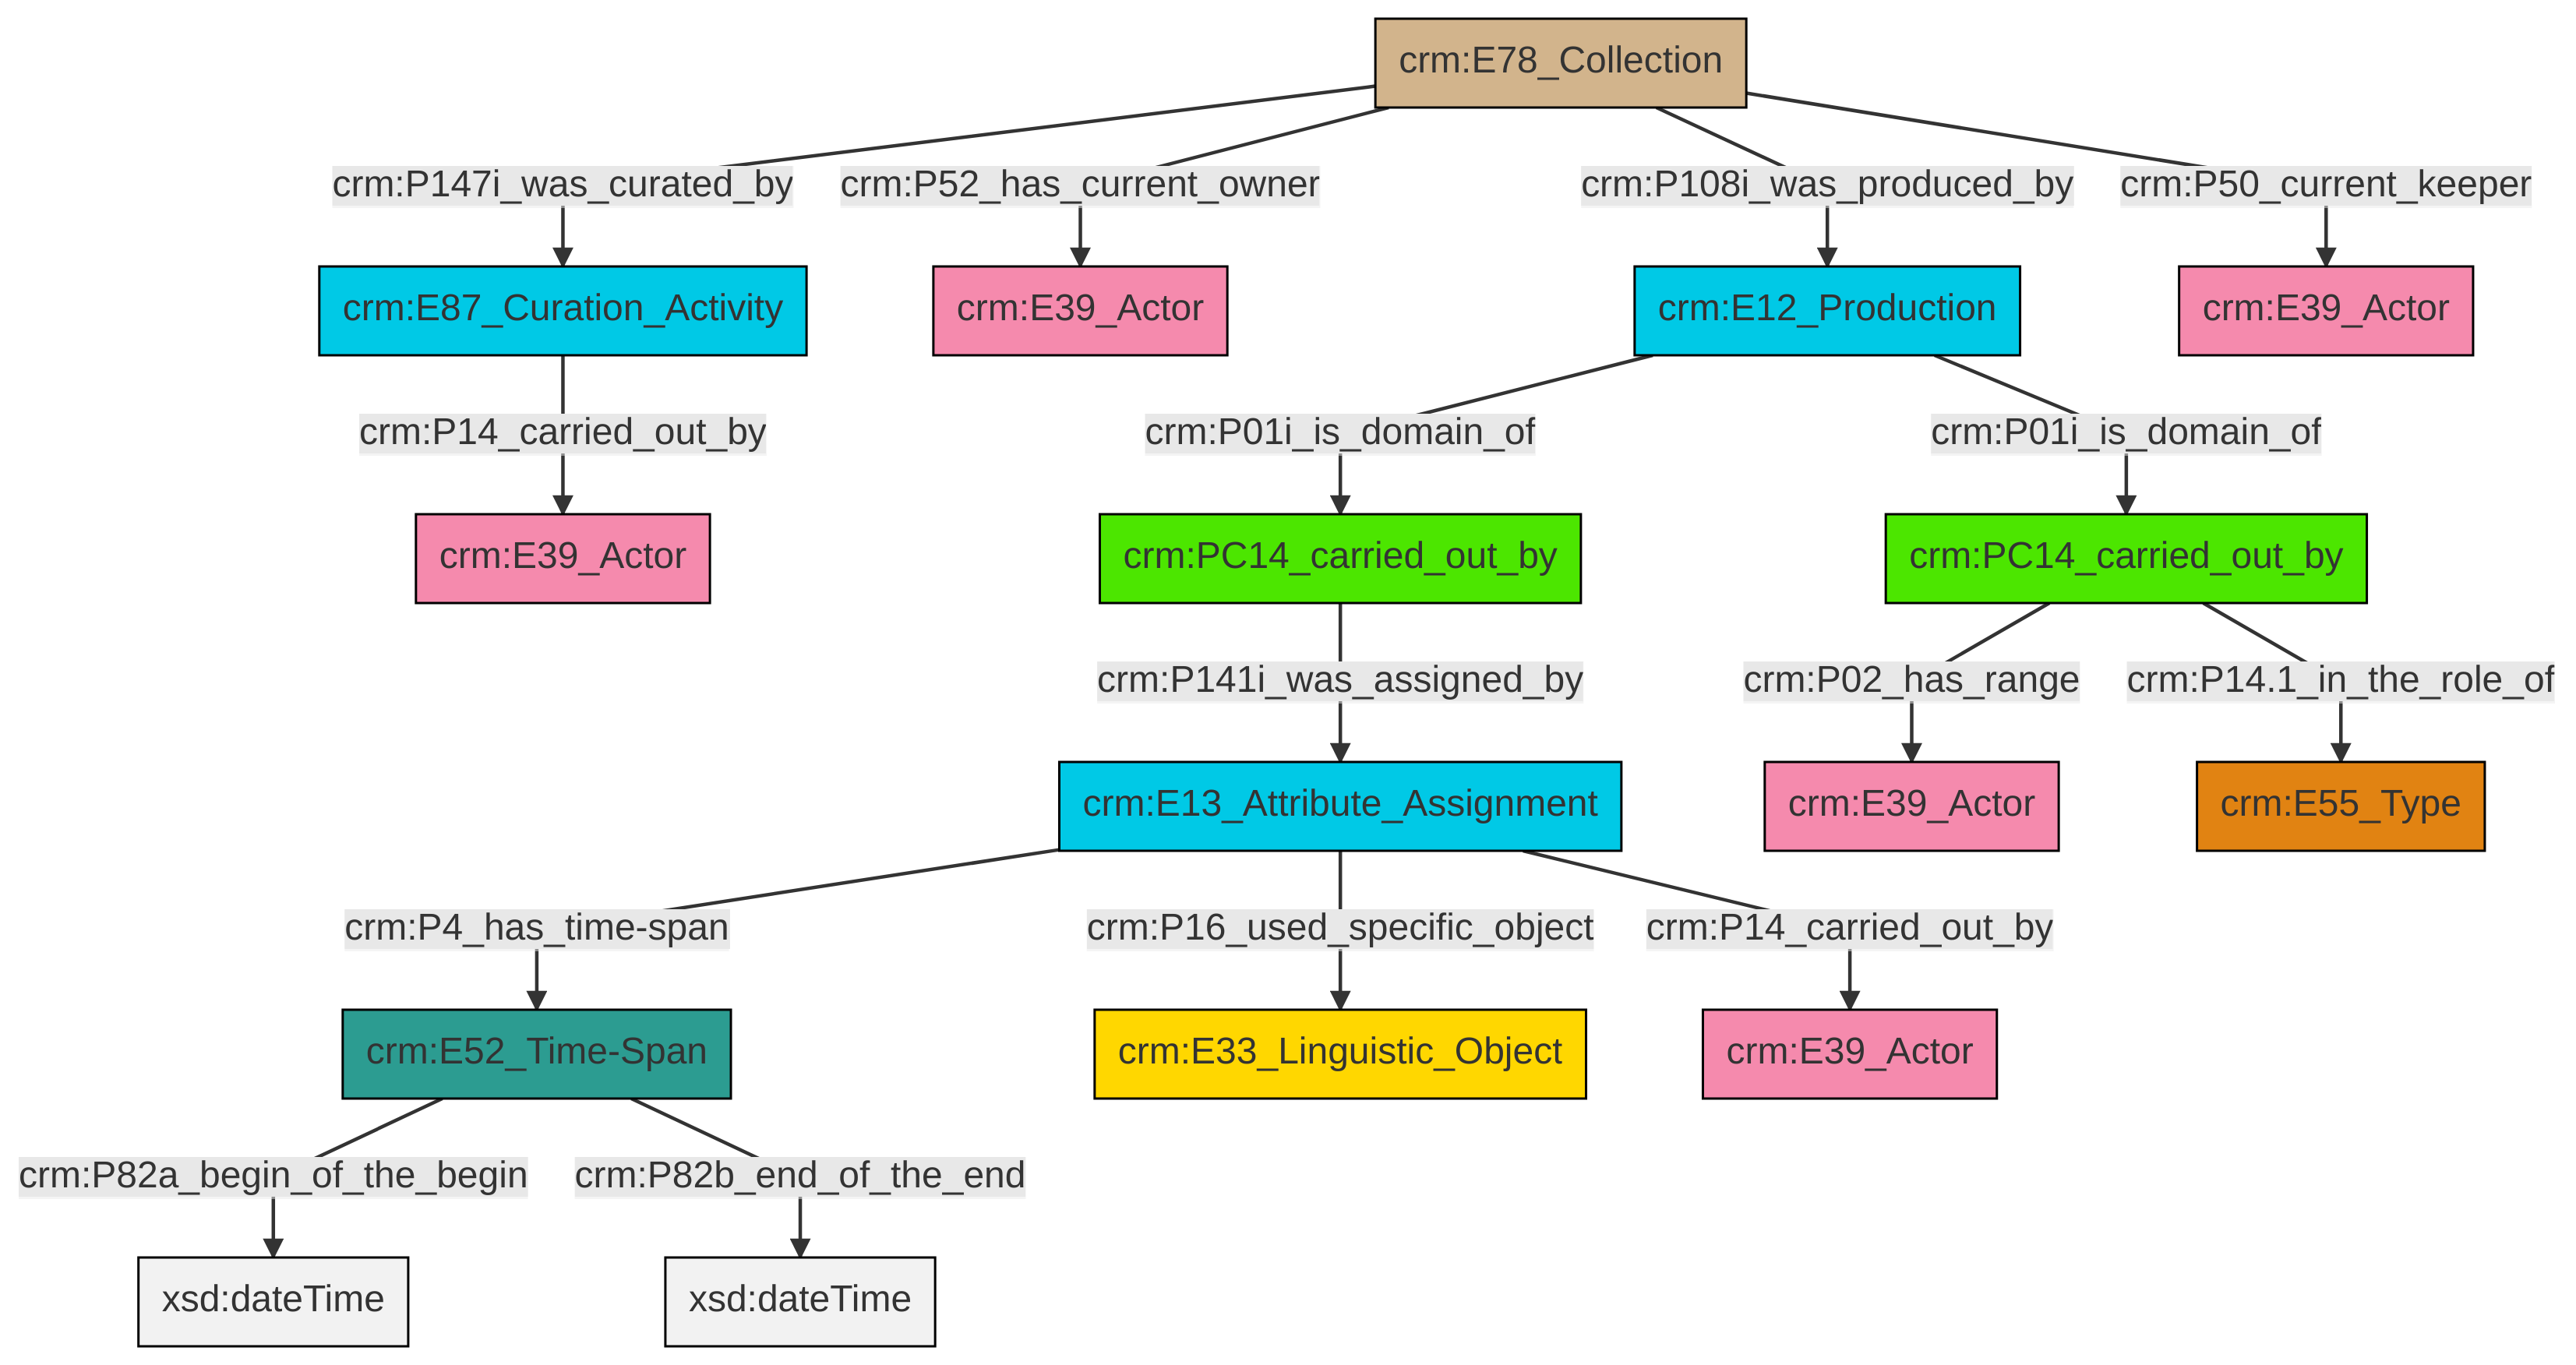 crm:E78_Collection
crm:P147i_was_curated_by
crm:P52_has_current_owner
crm:P108i_was_produced_by
crm:P50_current_keeper
crm:E87_Curation_Activity
crm:E39_Actor
crm:E12_Production
crm:E39_Actor
crm:P14_carried_out_by
crm:P01i_is_domain_of
crm:P01i_is_domain_of
crm:E39_Actor
crm:PC14_carried_out_by
crm:PC14_carried_out_by
crm:P141i_was_assigned_by
crm:P02_has_range
crm:P14.1_in_the_role_of
crm:E13_Attribute_Assignment
crm:E39_Actor
crm:E55_Type
crm:P4_has_time-span
crm:P16_used_specific_object
crm:P14_carried_out_by
crm:E52_Time-Span
crm:E33_Linguistic_Object
crm:E39_Actor
crm:P82a_begin_of_the_begin
crm:P82b_end_of_the_end
xsd:dateTime
xsd:dateTime